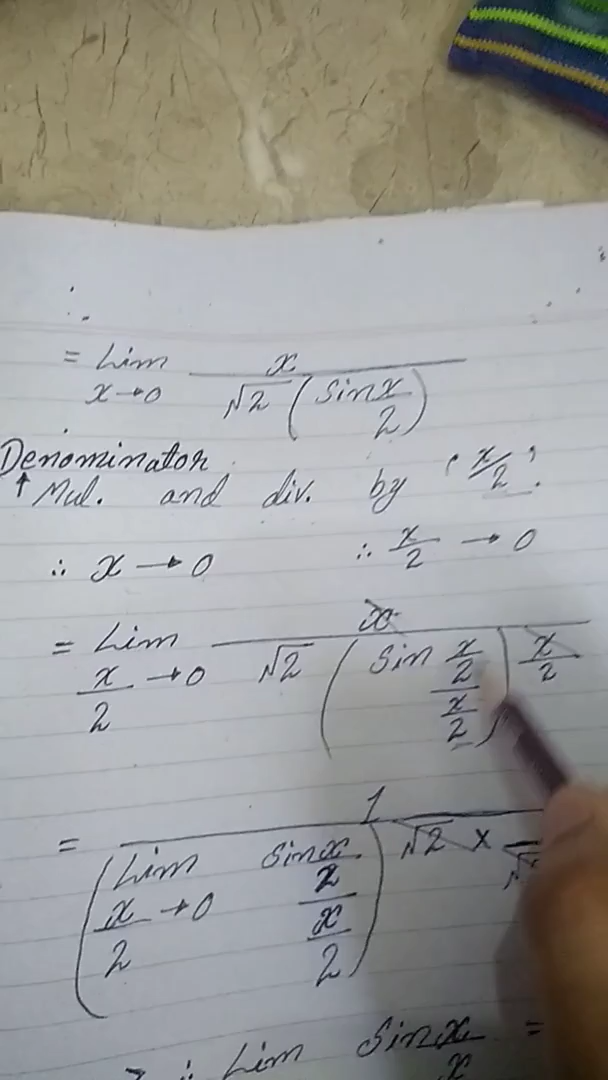 = Lim x→0 x / √2 (sin x/2)
Denominator
↑ Mul. and div. by 'x/2'.
∴ x → 0 ∴ x/2 → 0
= Lim x/2→0 x / √2 (sin x/2 / x/2) x/2
= 1 / (Lim x/2→0 sin x/2 / x/2) √2 ×
∴ Lim sin x / x =